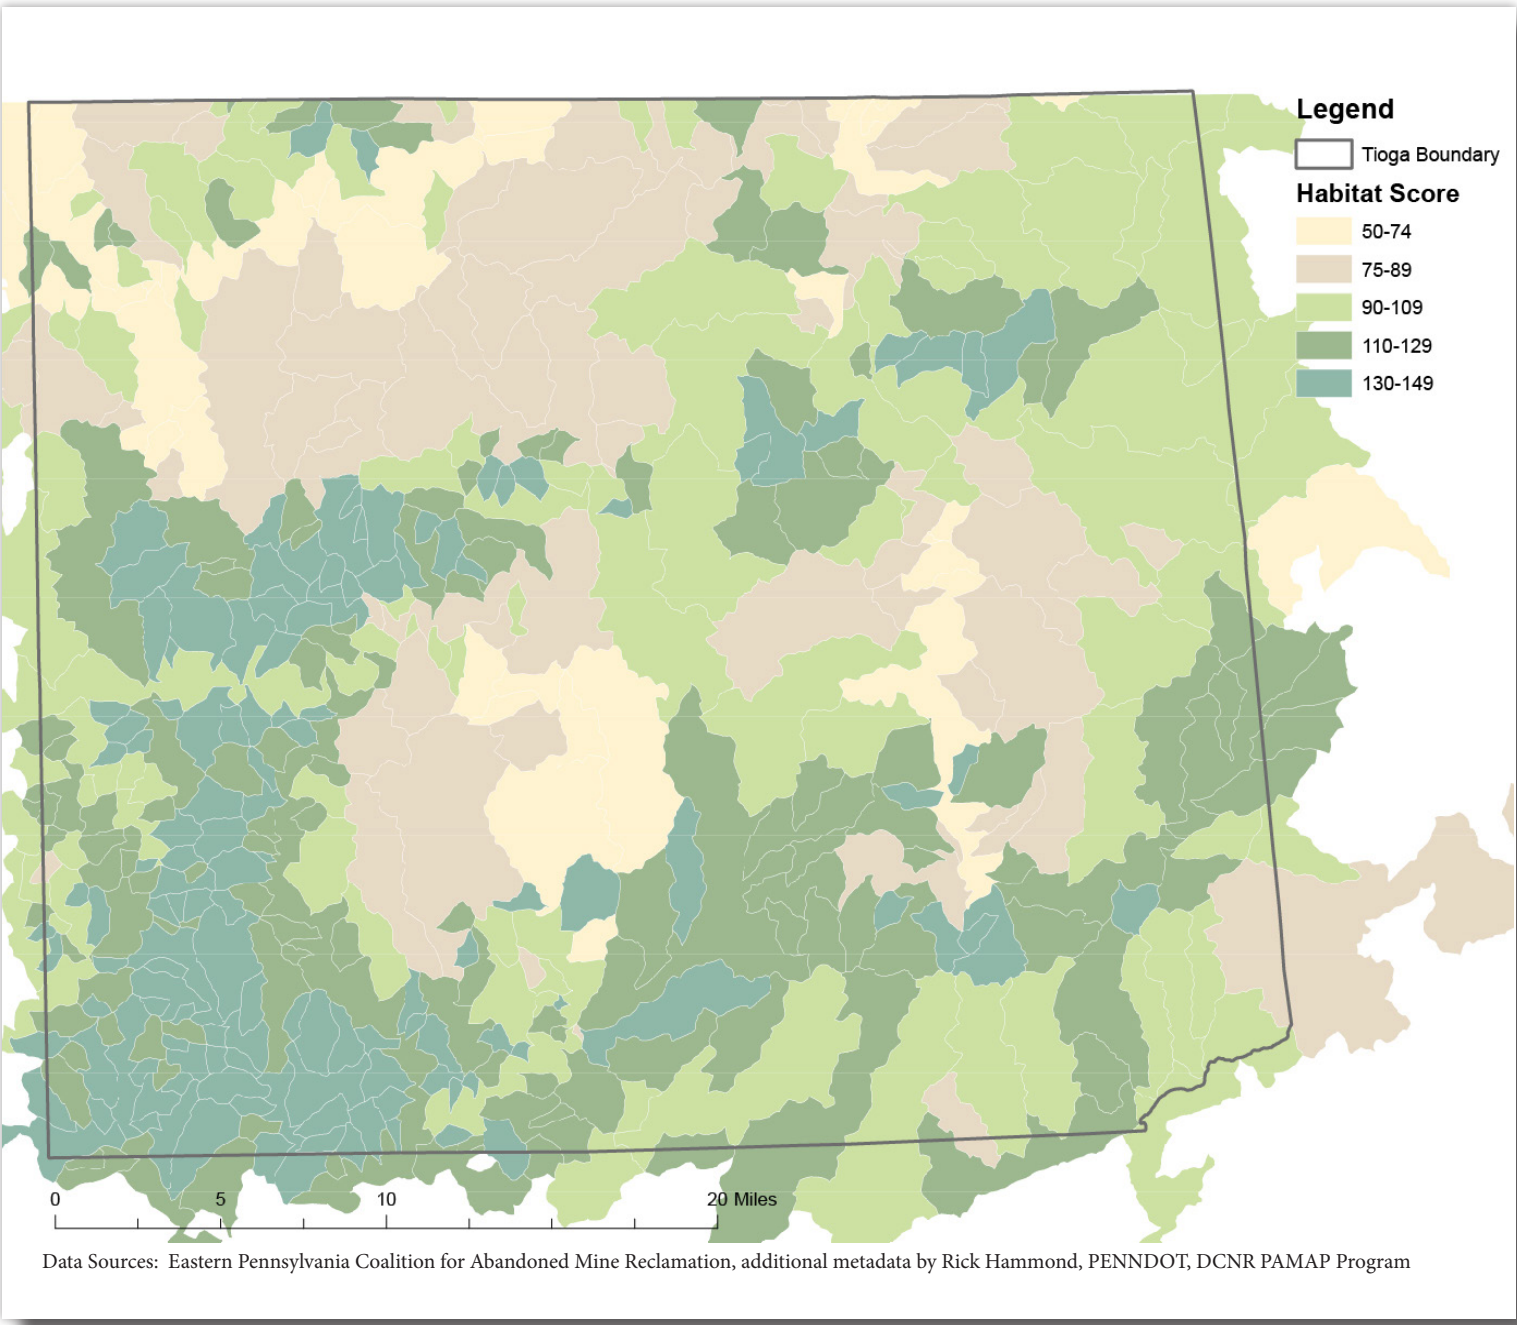 Legend
Tioga Boundary
Habitat Score
50-74
75-89
90-109
110-129
130-149
0 5 10 20 Miles
Data Sources: Eastern Pennsylvania Coalition for Abandoned Mine Reclamation, additional metadata by Rick Hammond, PENNDOT, DCNR PAMAP Program